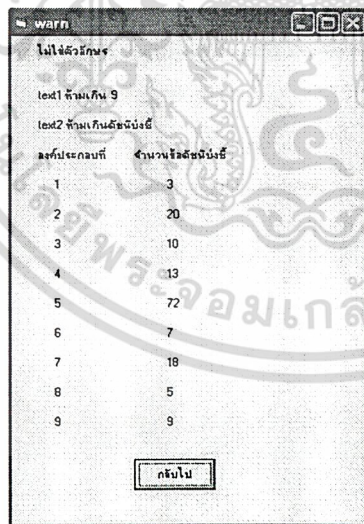 warn
ไม่ใส่ตัวอักษร
text1 ห้ามเกิน 9
text2 ห้ามเกินดัชนีบ่งชี้
องค์ประกอบที่ จำนวนข้อดัชนีบ่งชี้
1 3
2 20
3 10
4 13
5 72
6 7
7 18
8 5
9 9
กลับไป